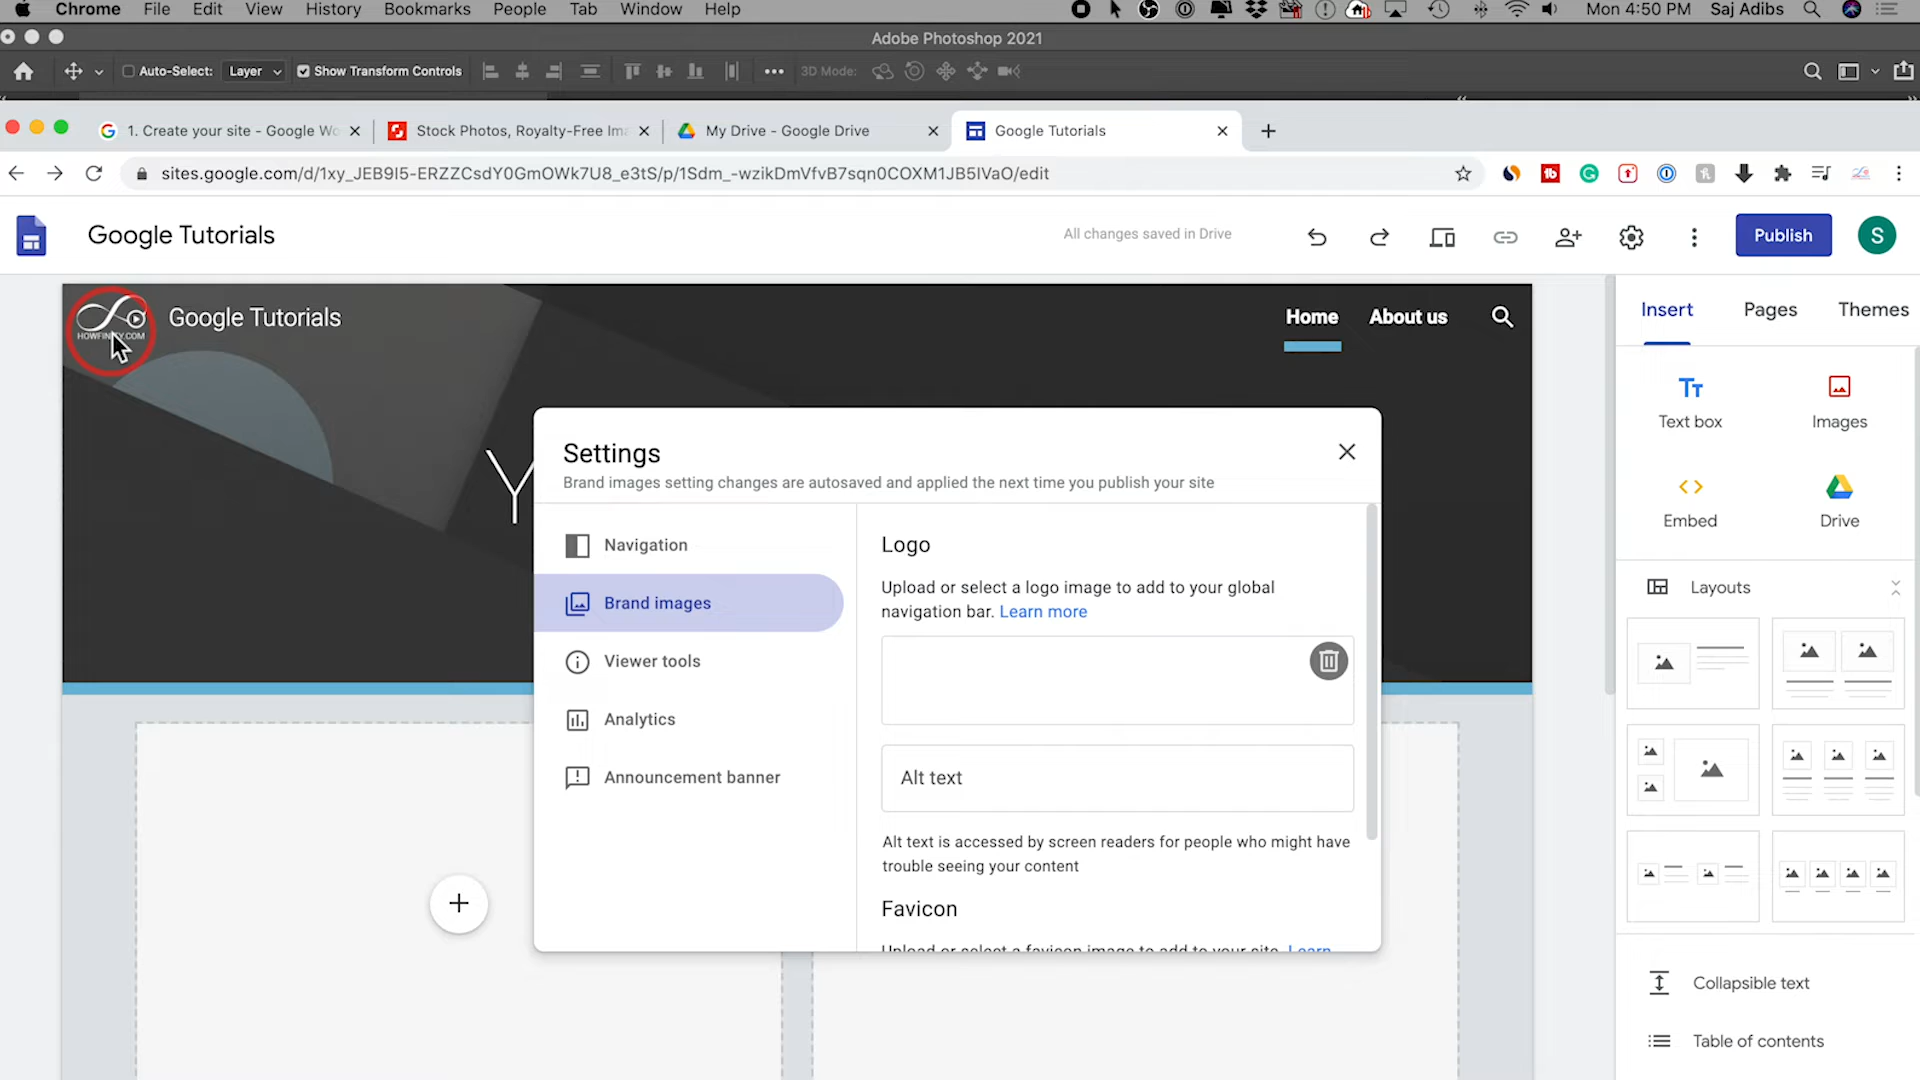 Chrome File Edit View History Bookmarks People Tab Window Help Mon 4:50 PM Saj Adibs
Adobe Photoshop 2021
Auto-Select: Layer Show Transform Controls 3D Mode:
1. Create your site - Google Wo
Stock Photos, Royalty-Free Ima
My Drive - Google Drive
Google Tutorials
sites.google.com/d/1xy_JEB9I5-ERZZCsdY0GmOWk7U8_e3tS/p/1Sdm_-wzikDmVfvB7sqn0COXM1JB5IVaO/edit
Google Tutorials
All changes saved in Drive
Publish
S
HOWFINITY.COM
Google Tutorials
Home
About us
Y
Settings
Brand images setting changes are autosaved and applied the next time you publish your site
Navigation
Brand images
Viewer tools
Analytics
Announcement banner
Logo
Upload or select a logo image to add to your global
navigation bar. Learn more
Alt text
Alt text is accessed by screen readers for people who might have
trouble seeing your content
Favicon
Upload or select a favicon image to add to your site. Learn
Insert
Pages
Themes
Text box
Images
Embed
Drive
Layouts
Collapsible text
Table of contents